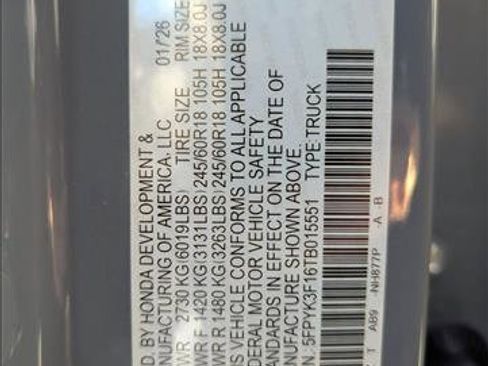 D. BY HONDA DEVELOPMENT &
NUFACTURING OF AMERICA, LLC 01/26
WR 2730 KG(6019LBS) TIRE SIZE RIM SIZE
WR F 1420 KG(3131LBS) 245/60R18 105H 18X8.0J
WR R 1480 KG(3263LBS) 245/60R18 105H 18X8.0J
IS VEHICLE CONFORMS TO ALL APPLICABLE
DERAL MOTOR VEHICLE SAFETY
ANDARDS IN EFFECT ON THE DATE OF
NUFACTURE SHOWN ABOVE.
N: 5FPYK3F16TB015551 TYPE:TRUCK
T AB9 -NH877P -A -B